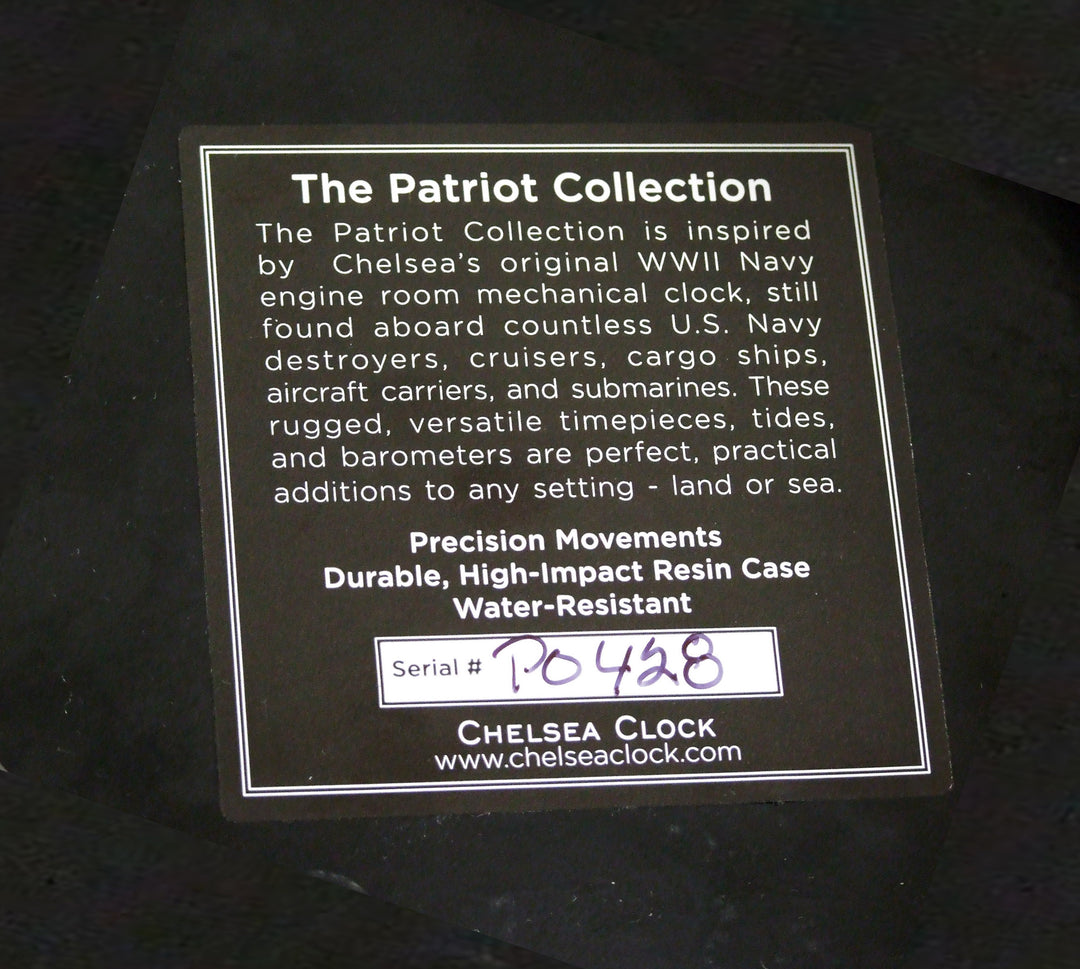 The Patriot Collection
The Patriot Collection is inspired
by Chelsea's original WWII Navy
engine room mechanical clock, still
found aboard countless U.S. Navy
destroyers, cruisers, cargo ships,
aircraft carriers, and submarines. These
rugged, versatile timepieces, tides,
and barometers are perfect, practical
additions to any setting - land or sea.
Precision Movements
Durable, High-Impact Resin Case
Water-Resistant
Serial # P0428
CHELSEA CLOCK
www.chelseaclock.com